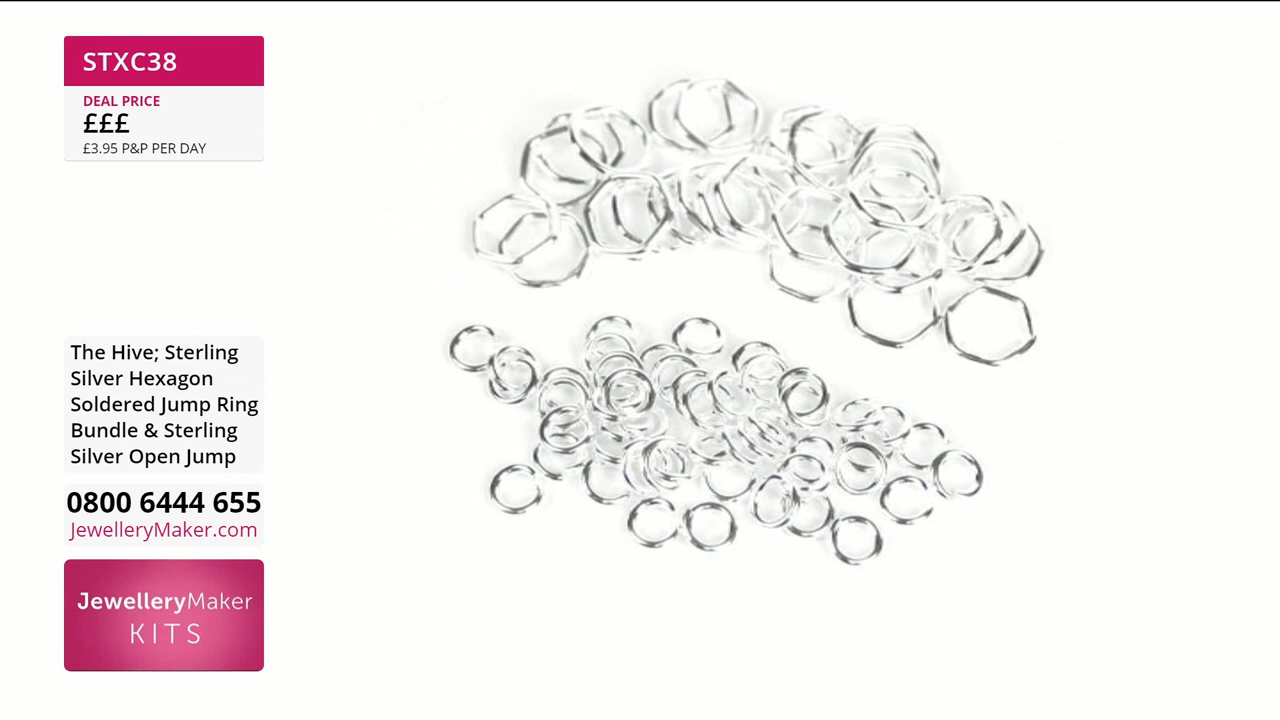 STXC38
DEAL PRICE
£££
£3.95 P&P PER DAY
The Hive; Sterling
Silver Hexagon
Soldered Jump Ring
Bundle & Sterling
Silver Open Jump
0800 6444 655
JewelleryMaker.com
JewelleryMaker
KITS